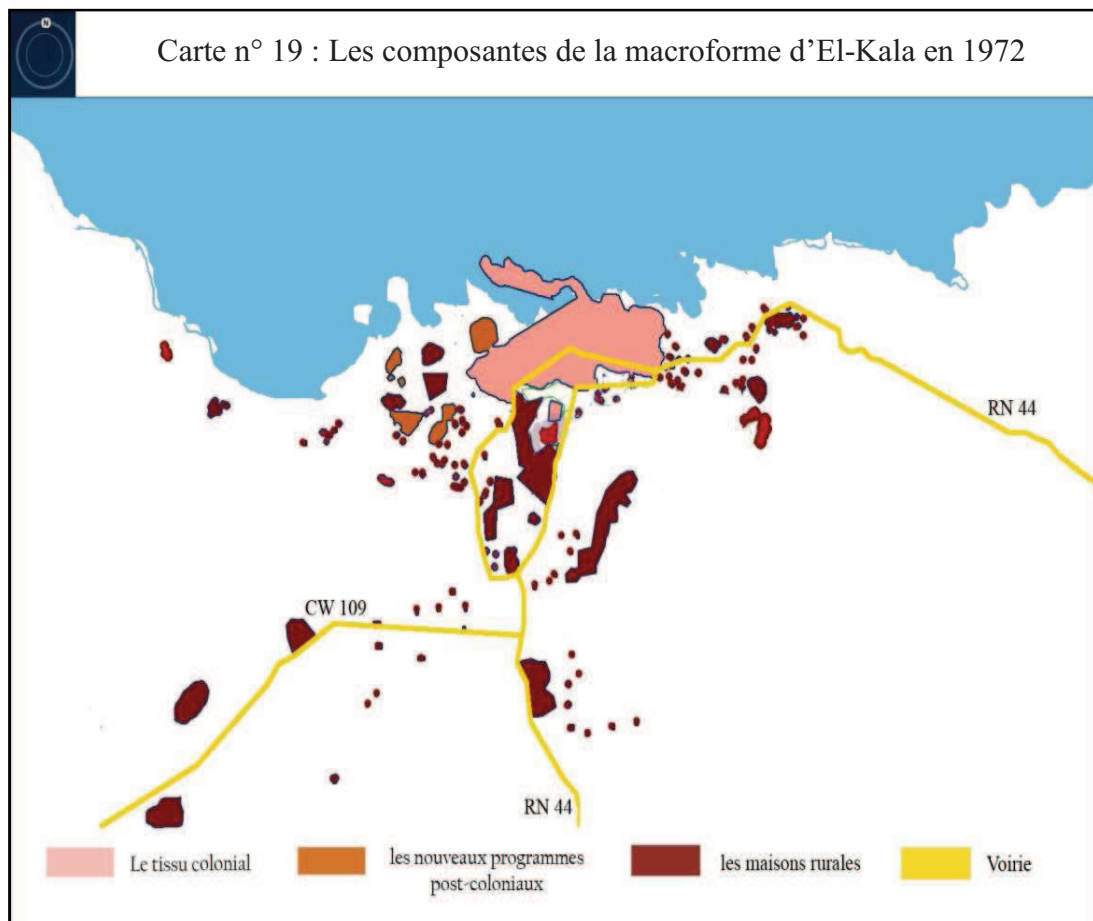 N
Carte n° 19 : Les composantes de la macroforme d’El-Kala en 1972
RN 44
CW 109
RN 44
Le tissu colonial
les nouveaux programmes
post-coloniaux
les maisons rurales
Voirie